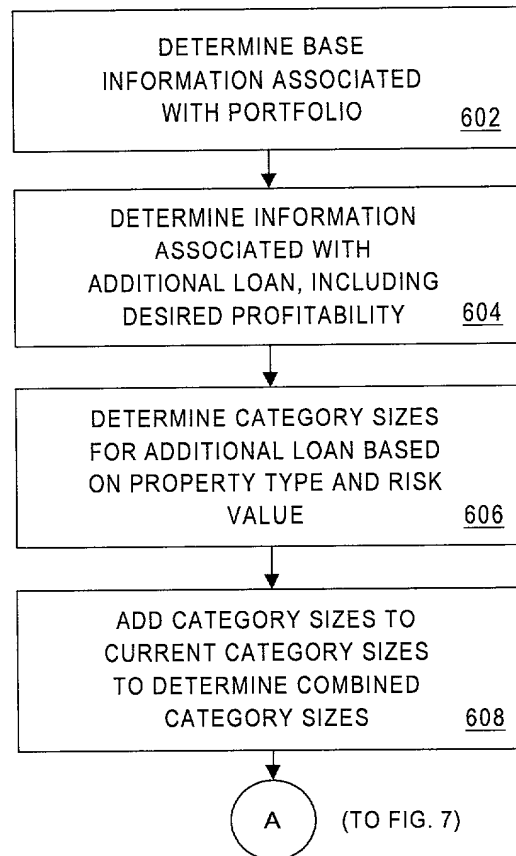 DETERMINE BASE
INFORMATION ASSOCIATED
WITH PORTFOLIO
602
DETERMINE INFORMATION
ASSOCIATED WITH
ADDITIONAL LOAN, INCLUDING
DESIRED PROFITABILITY
604
DETERMINE CATEGORY SIZES
FOR ADDITIONAL LOAN BASED
ON PROPERTY TYPE AND RISK
VALUE
606
ADD CATEGORY SIZES TO
CURRENT CATEGORY SIZES
TO DETERMINE COMBINED
CATEGORY SIZES
608
A (TO FIG. 7)